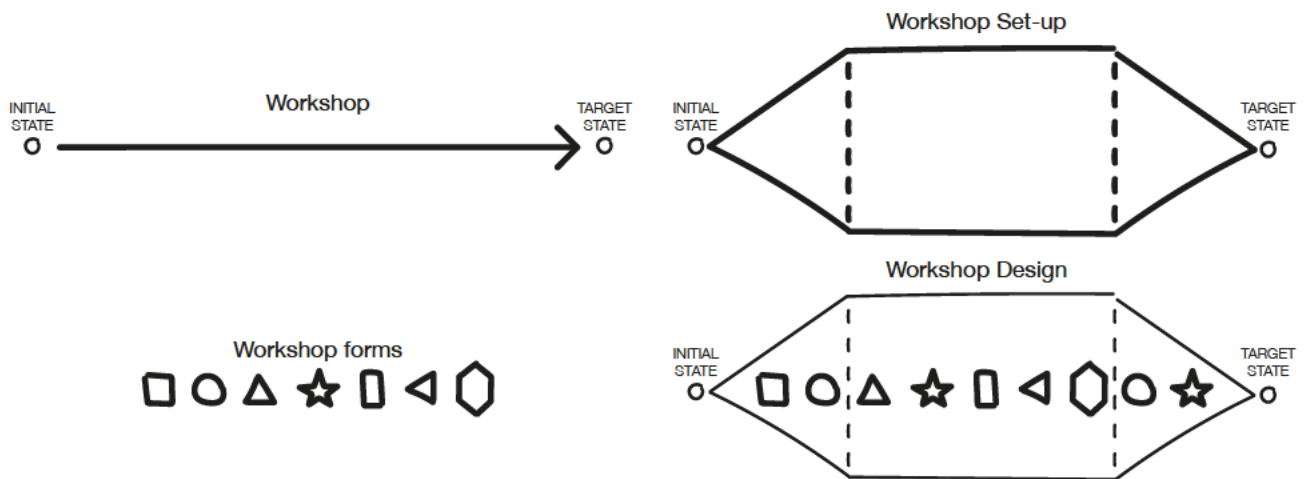 Workshop
INITIAL
STATE
TARGET
STATE
Workshop Set-up
INITIAL
STATE
TARGET
STATE
Workshop forms
Workshop Design
INITIAL
STATE
TARGET
STATE